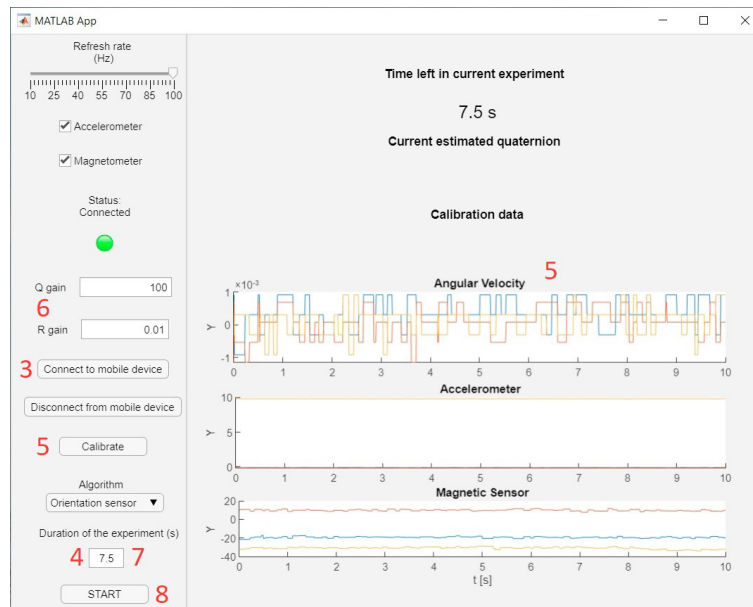 MATLAB App
Refresh rate
(Hz)
10 25 40 55 70 85 100
Accelerometer
Magnetometer
Status:
Connected
Q gain 100
6
R gain 0.01
3 Connect to mobile device
Disconnect from mobile device
5 Calibrate
Algorithm
Orientation sensor
Duration of the experiment (s)
4 7.5 7
START 8
Time left in current experiment
7.5 s
Current estimated quaternion
Calibration data
5
×10⁻³ Angular Velocity
1
0
-1
Y
0 1 2 3 4 5 6 7 8 9 10
Accelerometer
10
5
0
Y
0 1 2 3 4 5 6 7 8 9 10
Magnetic Sensor
20
0
-20
-40
Y
0 1 2 3 4 5 6 7 8 9 10
t [s]